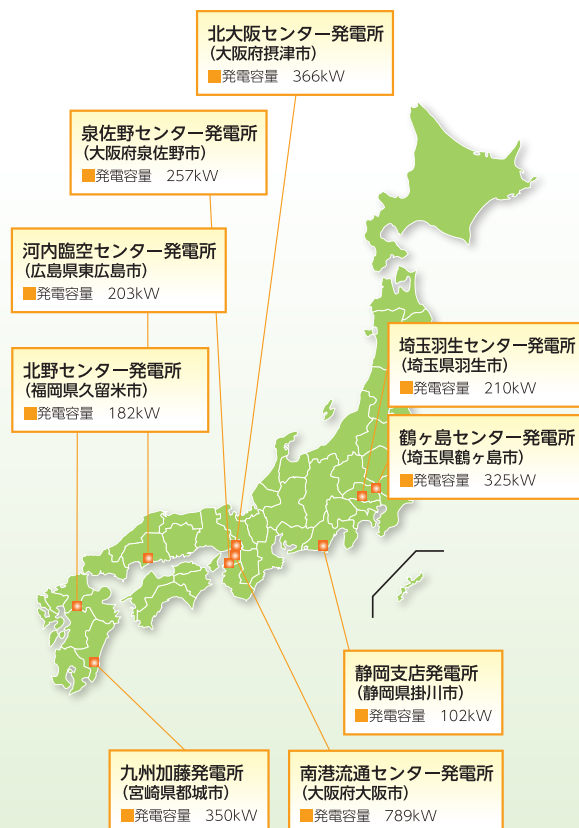 北大阪センター発電所
(大阪府摂津市)
発電容量 366kW
泉佐野センター発電所
(大阪府泉佐野市)
発電容量 257kW
河内臨空センター発電所
(広島県東広島市)
発電容量 203kW
北野センター発電所
(福岡県久留米市)
発電容量 182kW
埼玉羽生センター発電所
(埼玉県羽生市)
発電容量 210kW
鶴ヶ島センター発電所
(埼玉県鶴ヶ島市)
発電容量 325kW
静岡支店発電所
(静岡県掛川市)
発電容量 102kW
九州加藤発電所
(宮崎県都城市)
発電容量 350kW
南港流通センター発電所
(大阪府大阪市)
発電容量 789kW